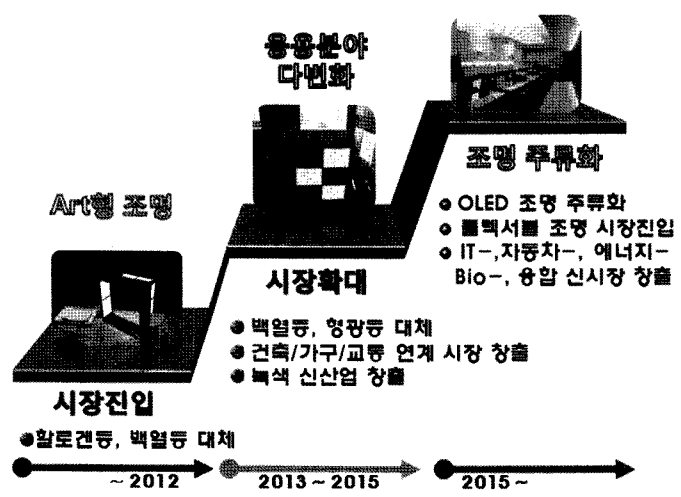 Art형 조명
시장진입
할로겐등, 백열등 대체
~ 2012
응용분야
다변화
시장확대
백열등, 형광등 대체
건축/가구/교통 연계 시장 창출
녹색 신산업 창출
2013 ~ 2015
조명 주류화
OLED 조명 주류화
플렉서블 조명 시장진입
IT-,자동차-, 에너지-
Bio-, 융합 신시장 창출
2015 ~